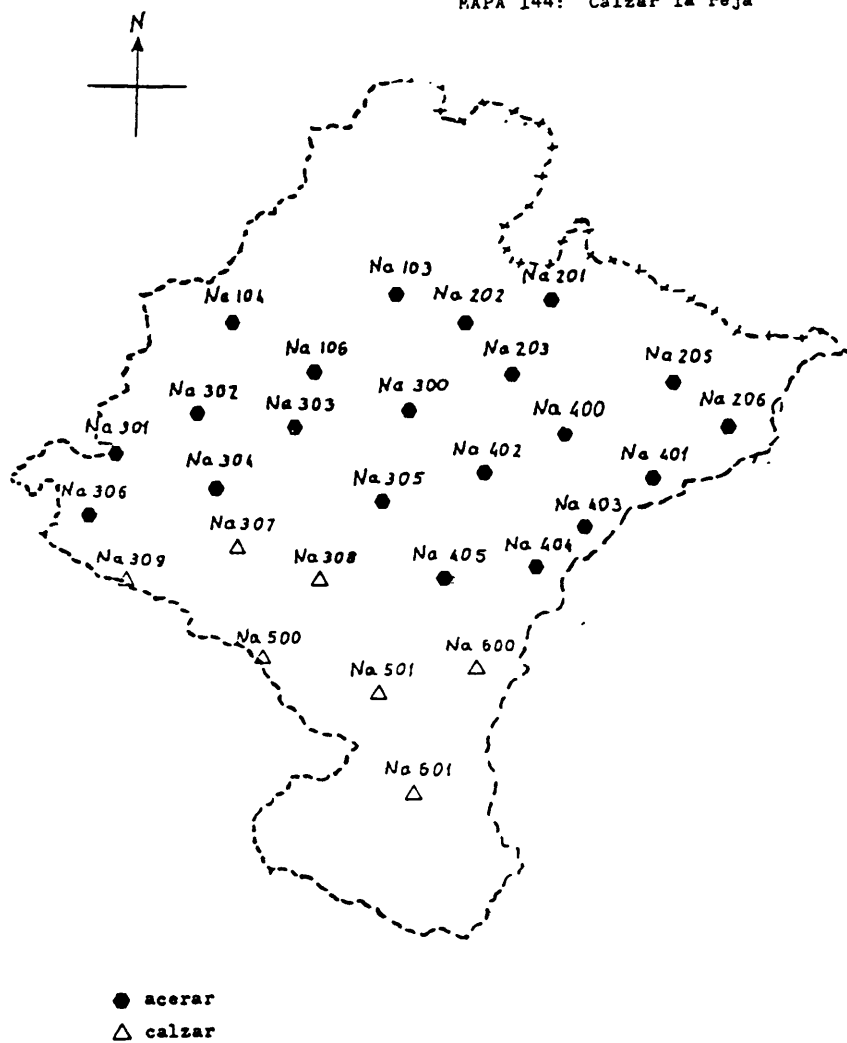 MAPA 144: Calzar la reja
N
Na 103
Na 201
Na 104
Na 202
Na 106
Na 203
Na 205
Na 302
Na 300
Na 206
Na 303
Na 400
Na 301
Na 304
Na 402
Na 401
Na 305
Na 306
Na 403
Na 307
Na 309
Na 308
Na 405
Na 404
Na 500
Na 600
Na 501
Na 601
acerar
calzar